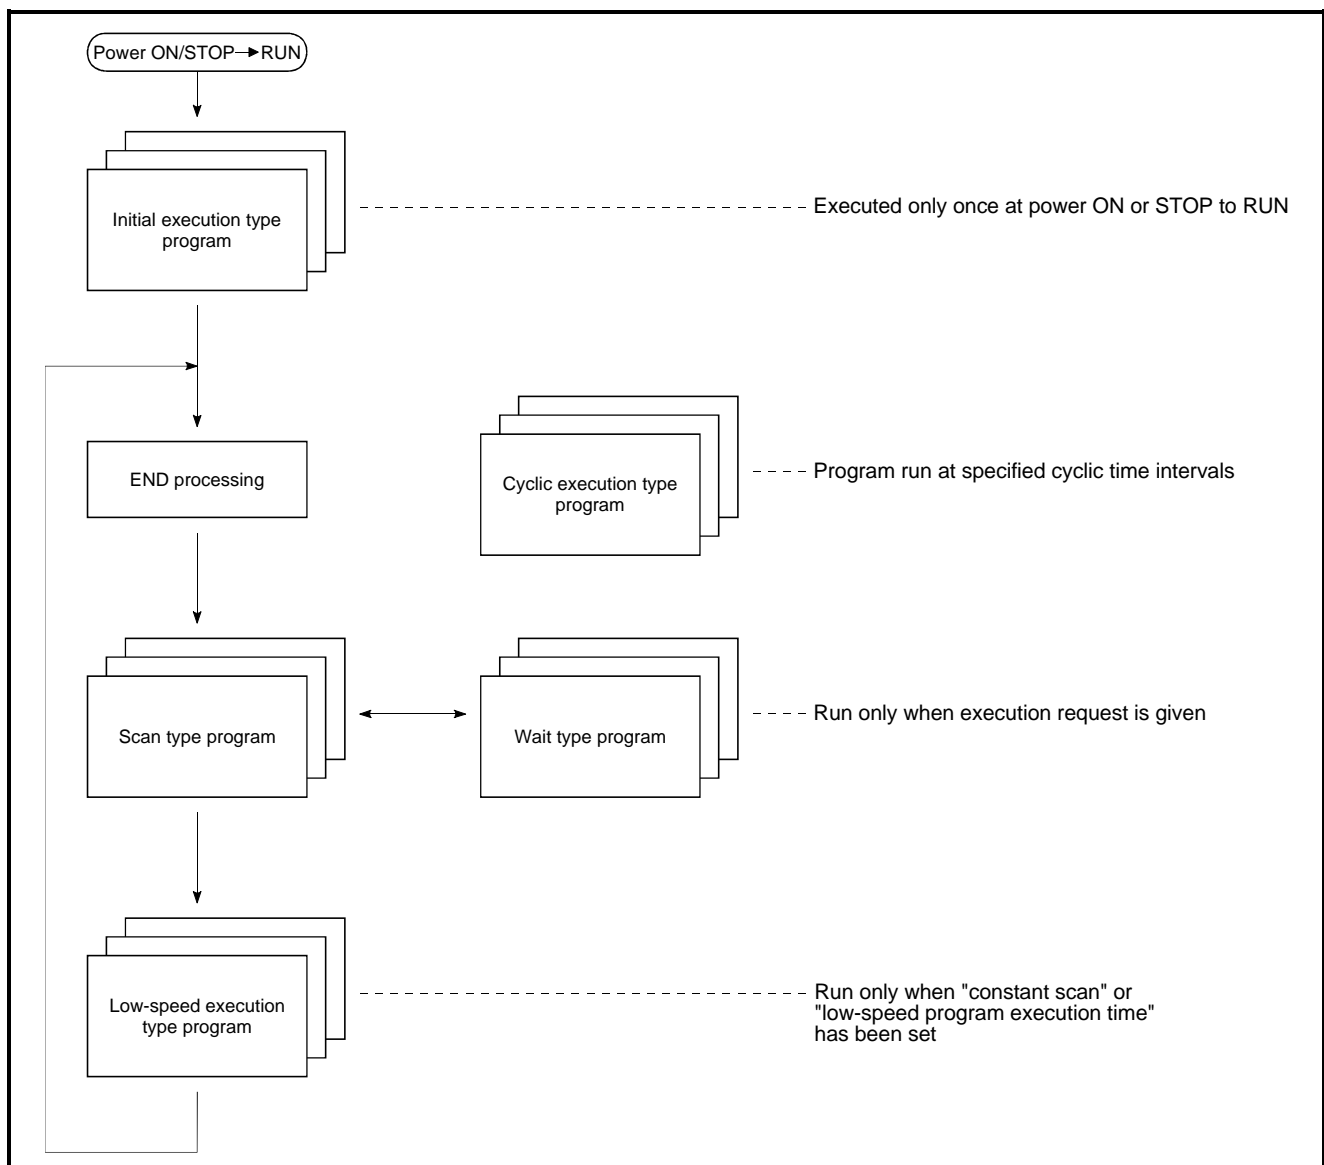 Power ON/STOP→RUN
Initial execution type
program
Executed only once at power ON or STOP to RUN
END processing
Cyclic execution type
program
Program run at specified cyclic time intervals
Scan type program
Wait type program
Run only when execution request is given
Low-speed execution
type program
Run only when "constant scan" or
"low-speed program execution time"
has been set